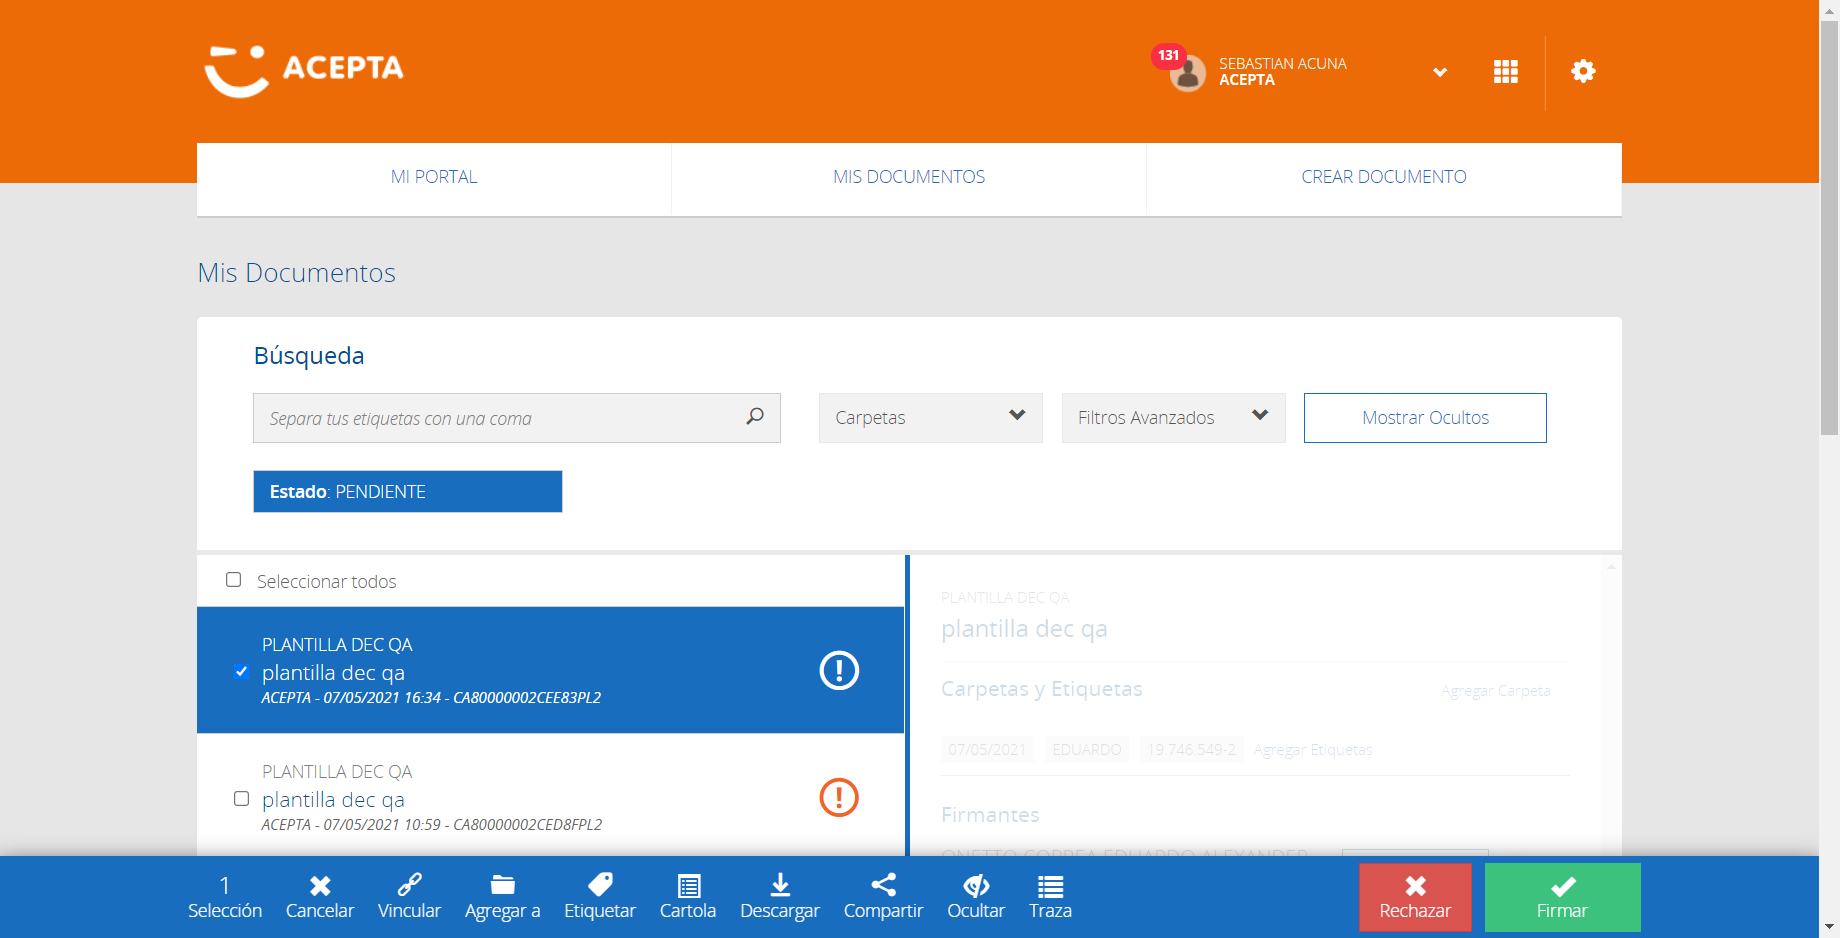 ACEPTA
131
SEBASTIAN ACUNA
ACEPTA
MI PORTAL
MIS DOCUMENTOS
CREAR DOCUMENTO
Mis Documentos
Búsqueda
Separa tus etiquetas con una coma
Carpetas
Filtros Avanzados
Mostrar Ocultos
Estado: PENDIENTE
Seleccionar todos
PLANTILLA DEC QA
plantilla dec qa
ACEPTA - 07/05/2021 16:34 - CA80000002CEE83PL2
PLANTILLA DEC QA
plantilla dec qa
ACEPTA - 07/05/2021 10:59 - CA80000002CED8FPL2
PLANTILLA DEC QA
plantilla dec qa
Carpetas y Etiquetas
Agregar Carpeta
07/05/2021 EDUARDO 19.746.549-2 Agregar Etiquetas
Firmantes
ONETTO CORREA EDUARDO ALEXANDER
1 Selección
Cancelar
Vincular
Agregar a
Etiquetar
Cartola
Descargar
Compartir
Ocultar
Traza
Rechazar
Firmar